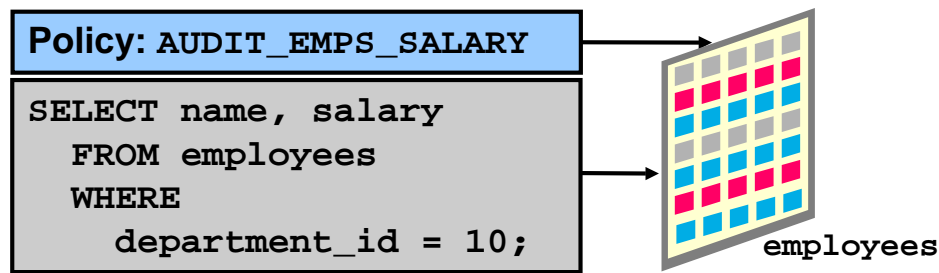 Policy: AUDIT_EMPS_SALARY
SELECT name, salary
FROM employees
WHERE
department_id = 10;
employees